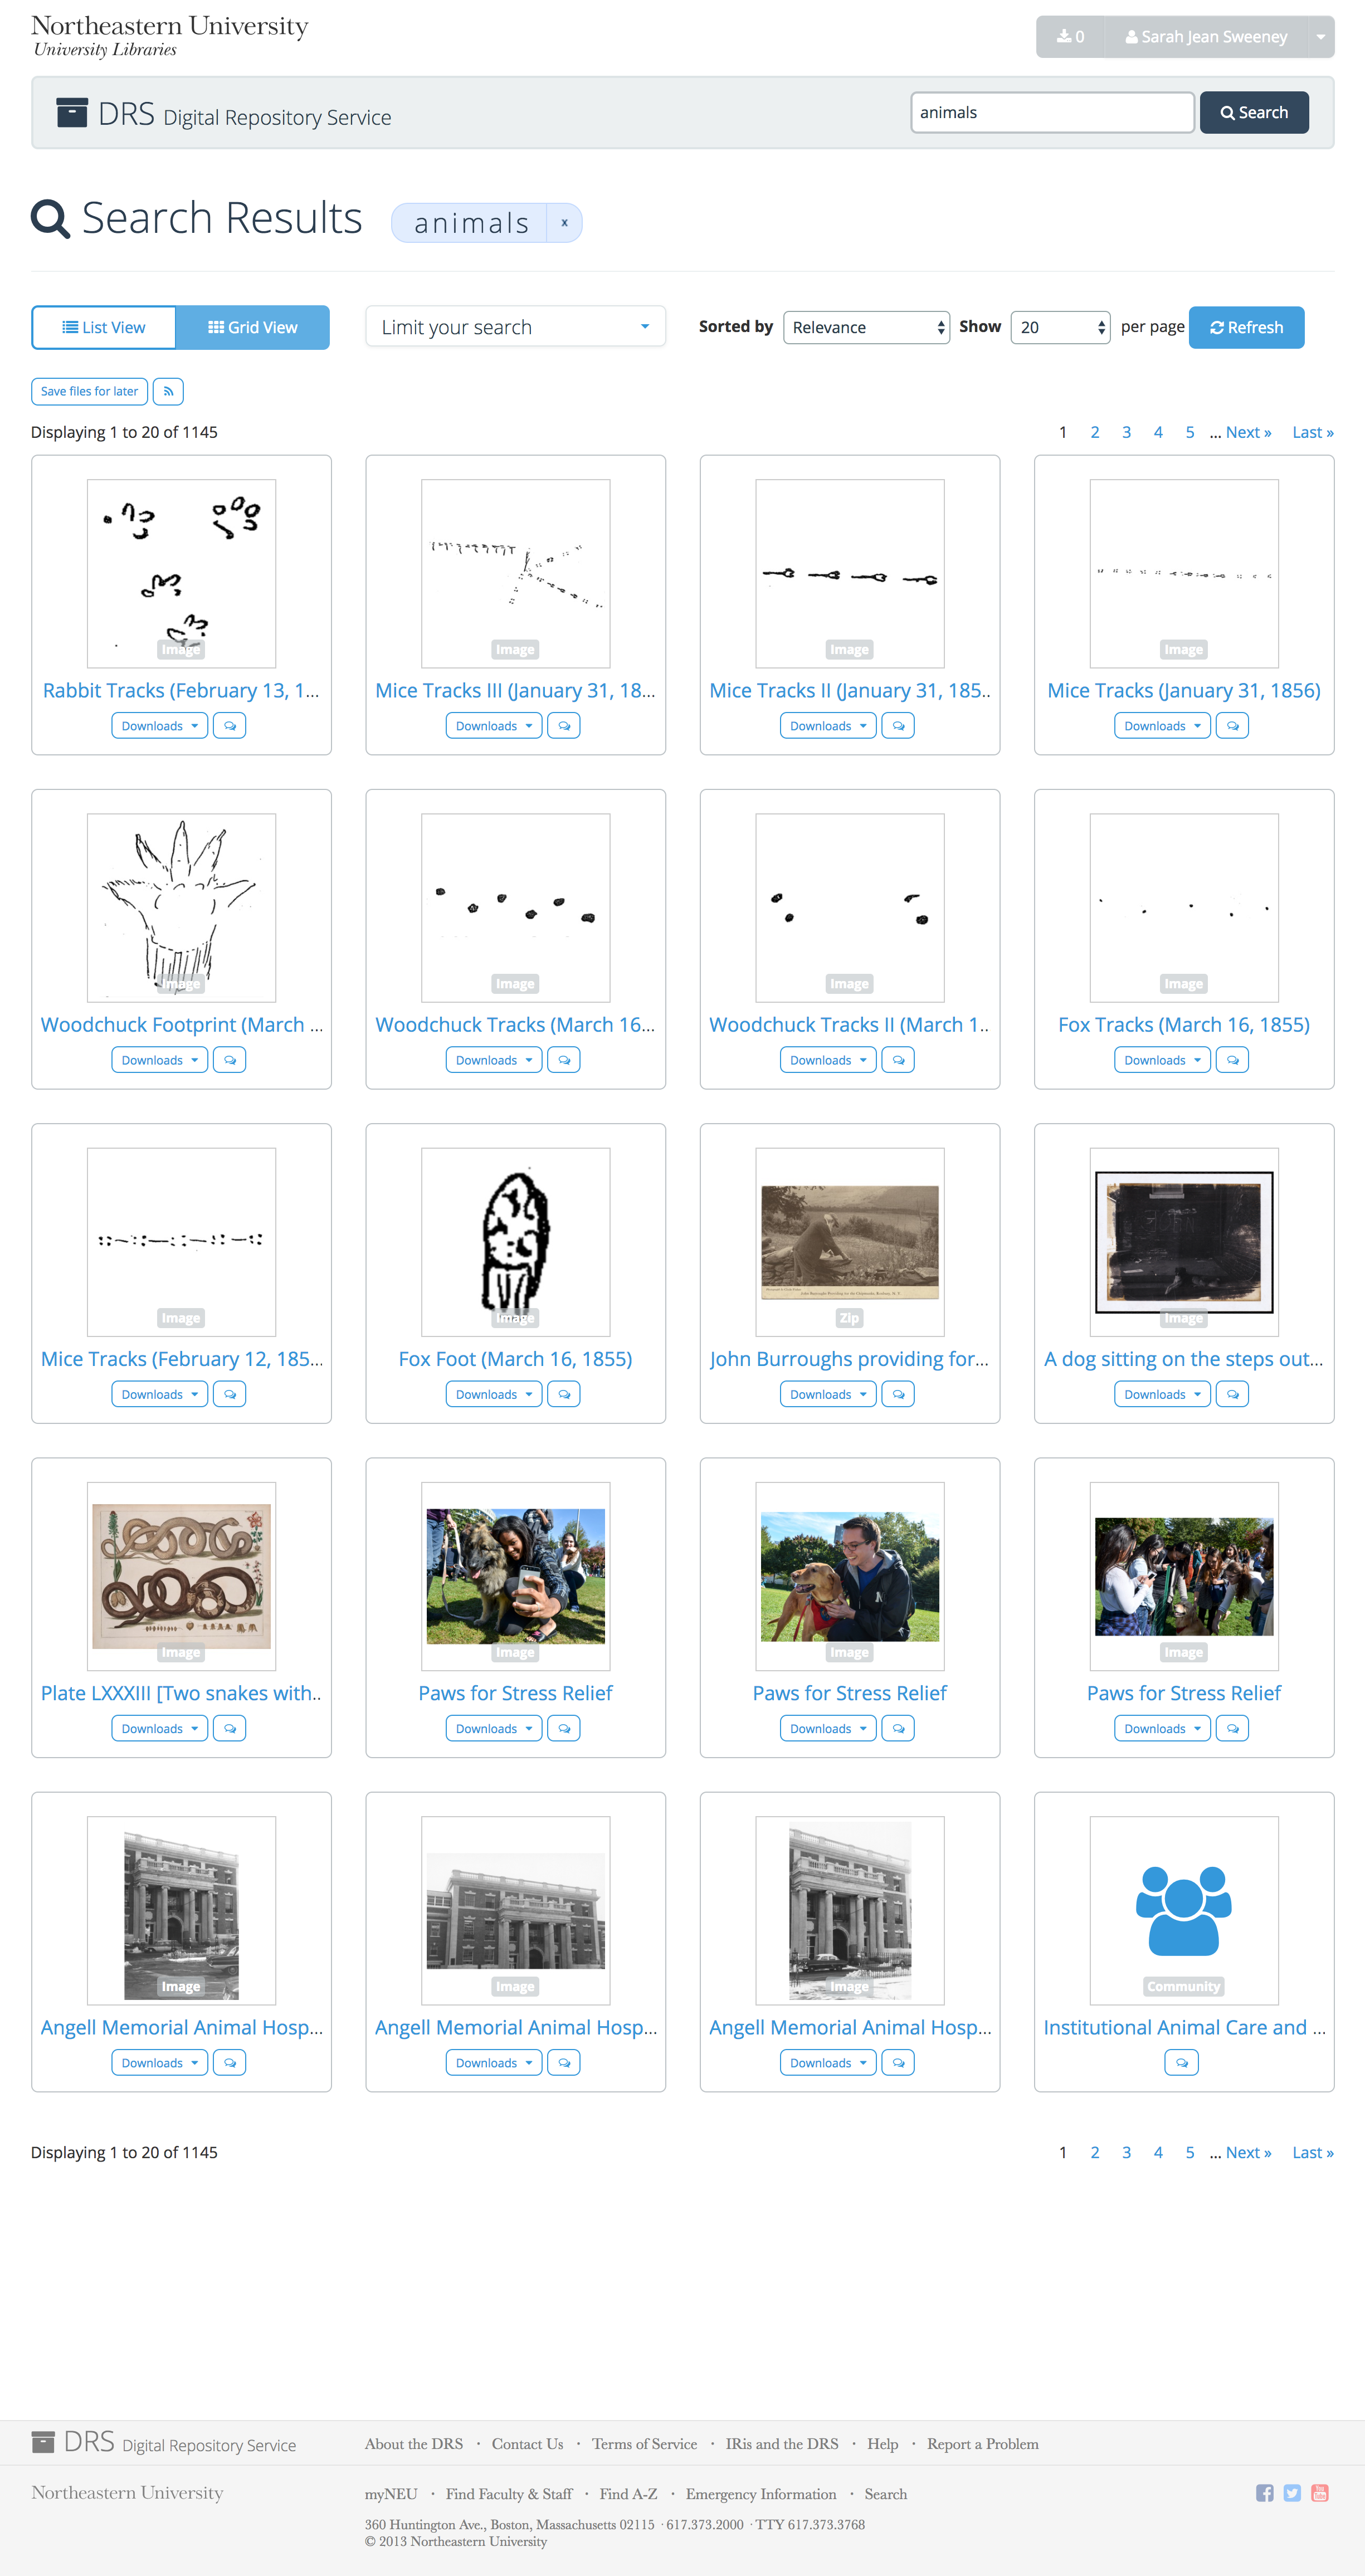 Northeastern University
University Libraries
0 Sarah Jean Sweeney
DRS Digital Repository Service
animals Search
Search Results animals x
List View Grid View Limit your search Sorted by Relevance Show 20 per page Refresh
Save files for later
Displaying 1 to 20 of 1145 1 2 3 4 5 ... Next » Last »
Image Image Image Image
Rabbit Tracks (February 13, 1... Mice Tracks III (January 31, 18... Mice Tracks II (January 31, 185.. Mice Tracks (January 31, 1856)
Downloads Downloads Downloads Downloads
Image Image Image Image
Woodchuck Footprint (March ... Woodchuck Tracks (March 16... Woodchuck Tracks II (March 1.. Fox Tracks (March 16, 1855)
Downloads Downloads Downloads Downloads
Image Image Zip Image
Mice Tracks (February 12, 185... Fox Foot (March 16, 1855) John Burroughs providing for... A dog sitting on the steps out...
Downloads Downloads Downloads Downloads
Image Image Image Image
Plate LXXXIII [Two snakes with.. Paws for Stress Relief Paws for Stress Relief Paws for Stress Relief
Downloads Downloads Downloads Downloads
Image Image Image Community
Angell Memorial Animal Hosp... Angell Memorial Animal Hosp... Angell Memorial Animal Hosp... Institutional Animal Care and ...
Downloads Downloads Downloads
Displaying 1 to 20 of 1145 1 2 3 4 5 ... Next » Last »
DRS Digital Repository Service About the DRS · Contact Us · Terms of Service · IRis and the DRS · Help · Report a Problem
Northeastern University myNEU · Find Faculty & Staff · Find A-Z · Emergency Information · Search
360 Huntington Ave., Boston, Massachusetts 02115 · 617.373.2000 · TTY 617.373.3768
© 2013 Northeastern University